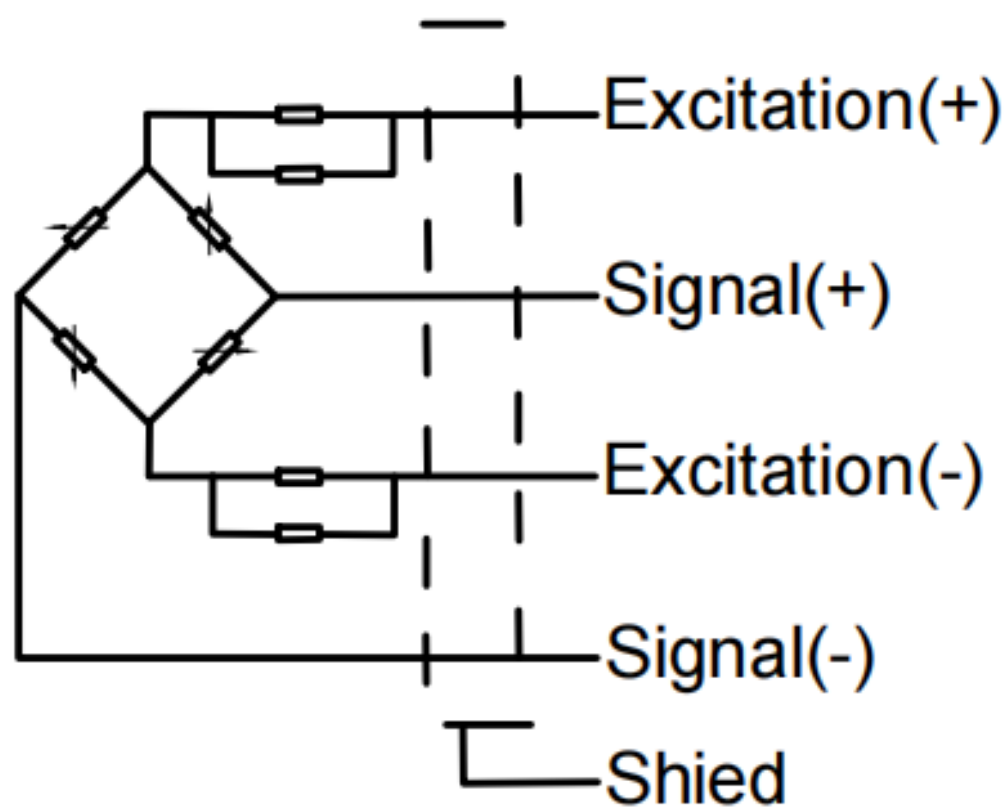 Excitation(+)
Signal(+)
Excitation(-)
Signal(-)
Shied